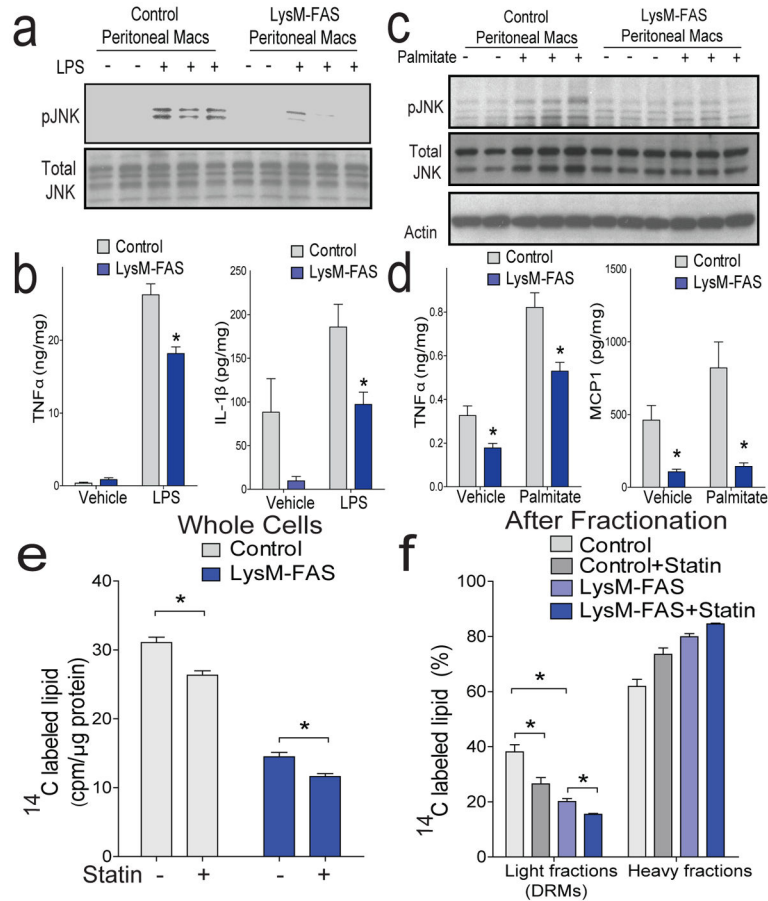 a
Control
Peritoneal Macs
LysM-FAS
Peritoneal Macs
LPS - - + + + - - + + +
pJNK
Total
JNK
c
Control
Peritoneal Macs
LysM-FAS
Peritoneal Macs
Palmitate - - + + + - - + + +
pJNK
Total
JNK
Actin
b
Control
LysM-FAS
TNFα (ng/mg)
20
10
0
*
Vehicle LPS
Control
LysM-FAS
IL-1β (pg/mg)
250
200
150
100
50
0
*
Vehicle LPS
d
Control
LysM-FAS
TNFα (ng/mg)
0.8
0.6
0.4
0.2
0.0
* *
Vehicle Palmitate
Control
LysM-FAS
MCP1 (pg/mg)
1500
1000
500
0
* *
Vehicle Palmitate
e
Whole Cells
Control
LysM-FAS
14C labeled lipid
(cpm/µg protein)
40
30
20
10
0
* *
Statin - + - +
f
After Fractionation
Control
Control+Statin
LysM-FAS
LysM-FAS+Statin
14C labeled lipid (%)
100
80
60
40
20
0
* * *
Light fractions
(DRMs)
Heavy fractions